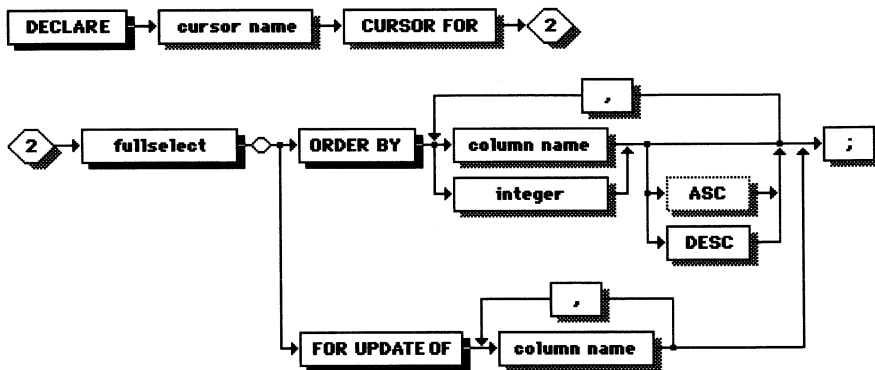 DECLARE cursor name CURSOR FOR 2
,
2 fullselect ORDER BY column name ;
integer ASC
DESC
,
FOR UPDATE OF column name